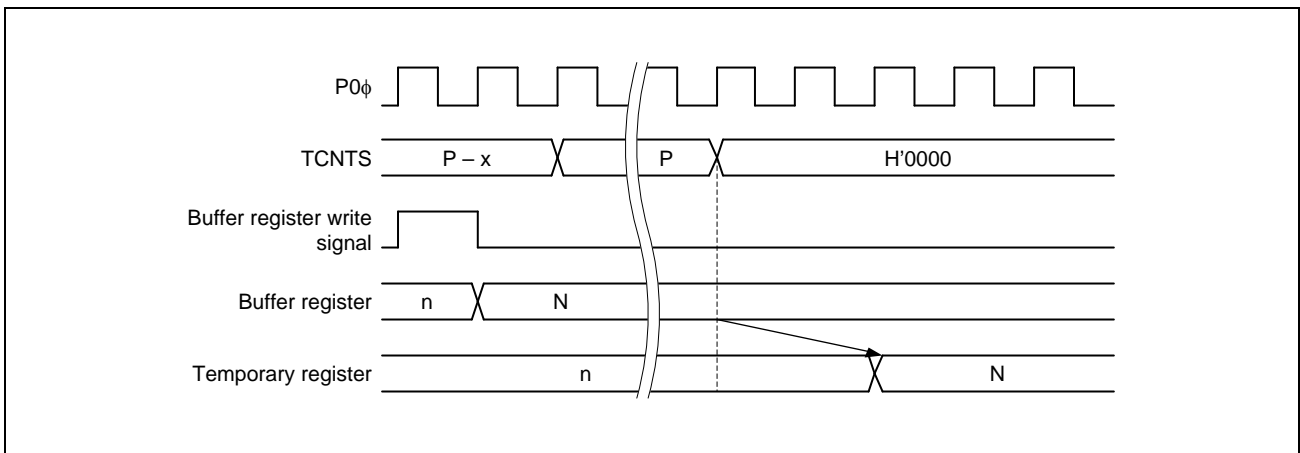 P0ϕ
TCNTS P – x P H'0000
Buffer register write
signal
Buffer register n N
Temporary register n N